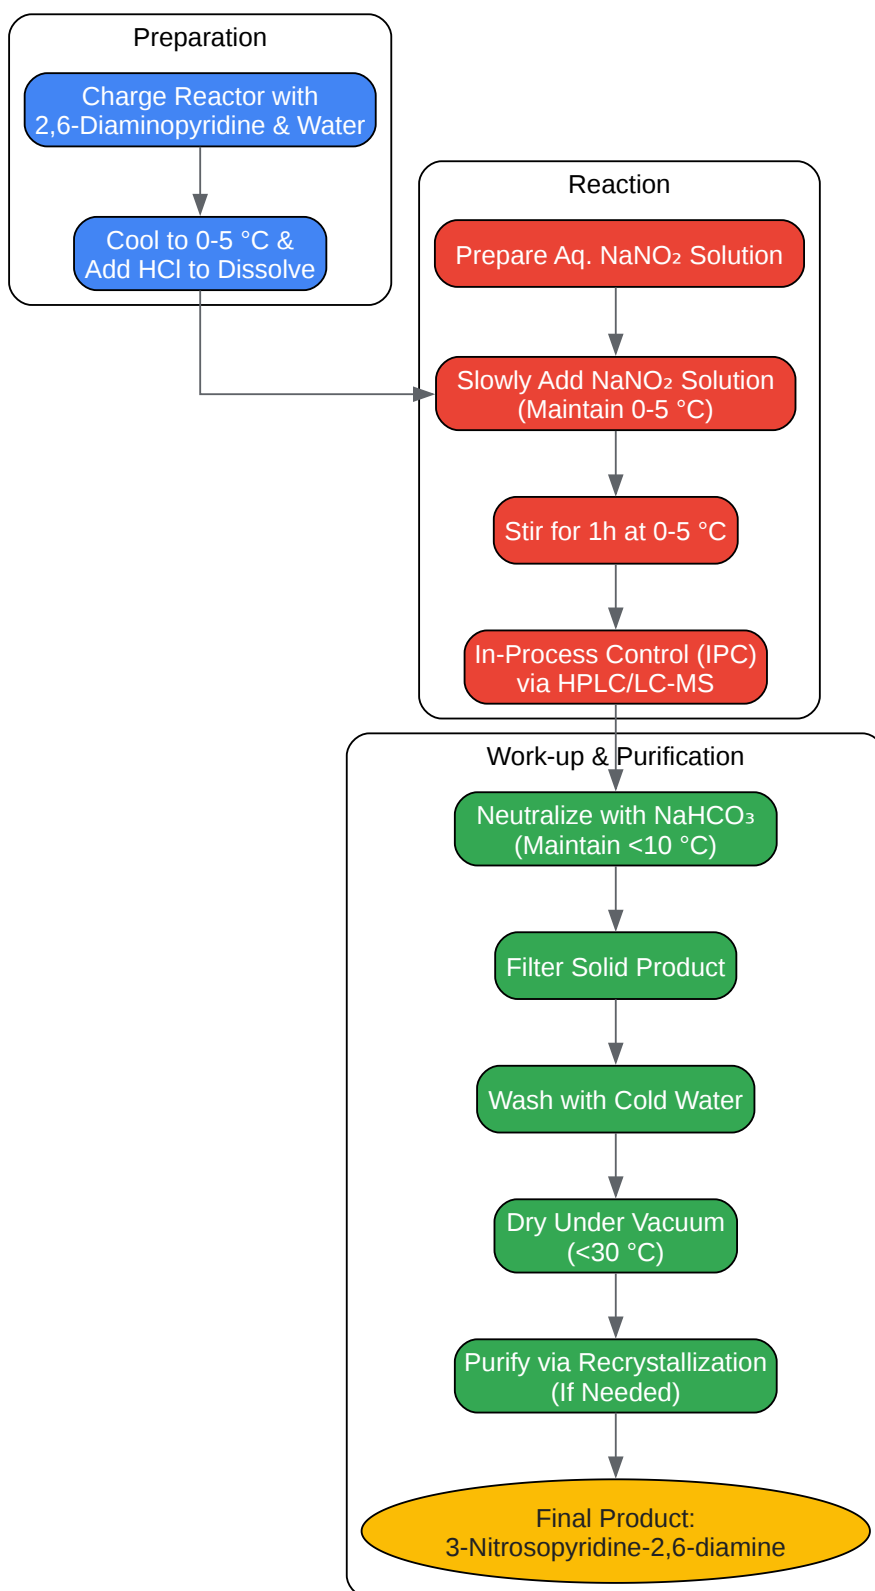 Preparation
Charge Reactor with
2,6-Diaminopyridine & Water
Cool to 0-5 °C &
Add HCl to Dissolve
Reaction
Prepare Aq. NaNO₂ Solution
Slowly Add NaNO₂ Solution
(Maintain 0-5 °C)
Stir for 1h at 0-5 °C
In-Process Control (IPC)
via HPLC/LC-MS
Work-up & Purification
Neutralize with NaHCO₃
(Maintain <10 °C)
Filter Solid Product
Wash with Cold Water
Dry Under Vacuum
(<30 °C)
Purify via Recrystallization
(If Needed)
Final Product:
3-Nitrosopyridine-2,6-diamine